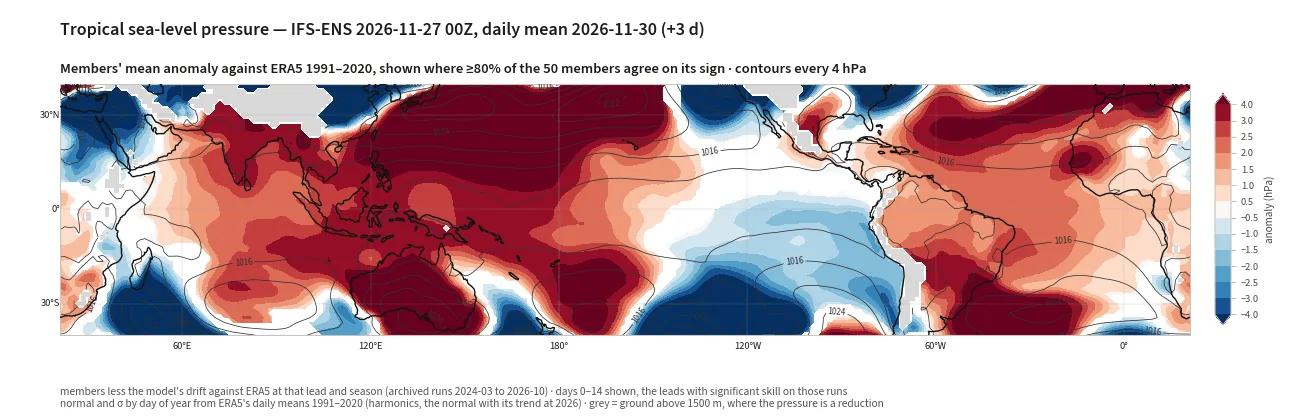 Tropical sea-level pressure — IFS-ENS 2026-11-27 00Z, daily mean 2026-11-30 (+3 d)
Members' mean anomaly against ERA5 1991–2020, shown where ≥80% of the 50 members agree on its sign · contours every 4 hPa
30°N
0°
30°S
60°E
120°E
180°
120°W
60°W
0°
1016
1016
1016
1016
1016
1016
1016
1016
1024
1016
4.0
3.0
2.5
2.0
1.5
1.0
0.5
−0.5
−1.0
−1.5
−2.0
−2.5
−3.0
−4.0
anomaly (hPa)
members less the model's drift against ERA5 at that lead and season (archived runs 2024-03 to 2026-10) · days 0–14 shown, the leads with significant skill on those runs
normal and σ by day of year from ERA5's daily means 1991–2020 (harmonics, the normal with its trend at 2026) · grey = ground above 1500 m, where the pressure is a reduction